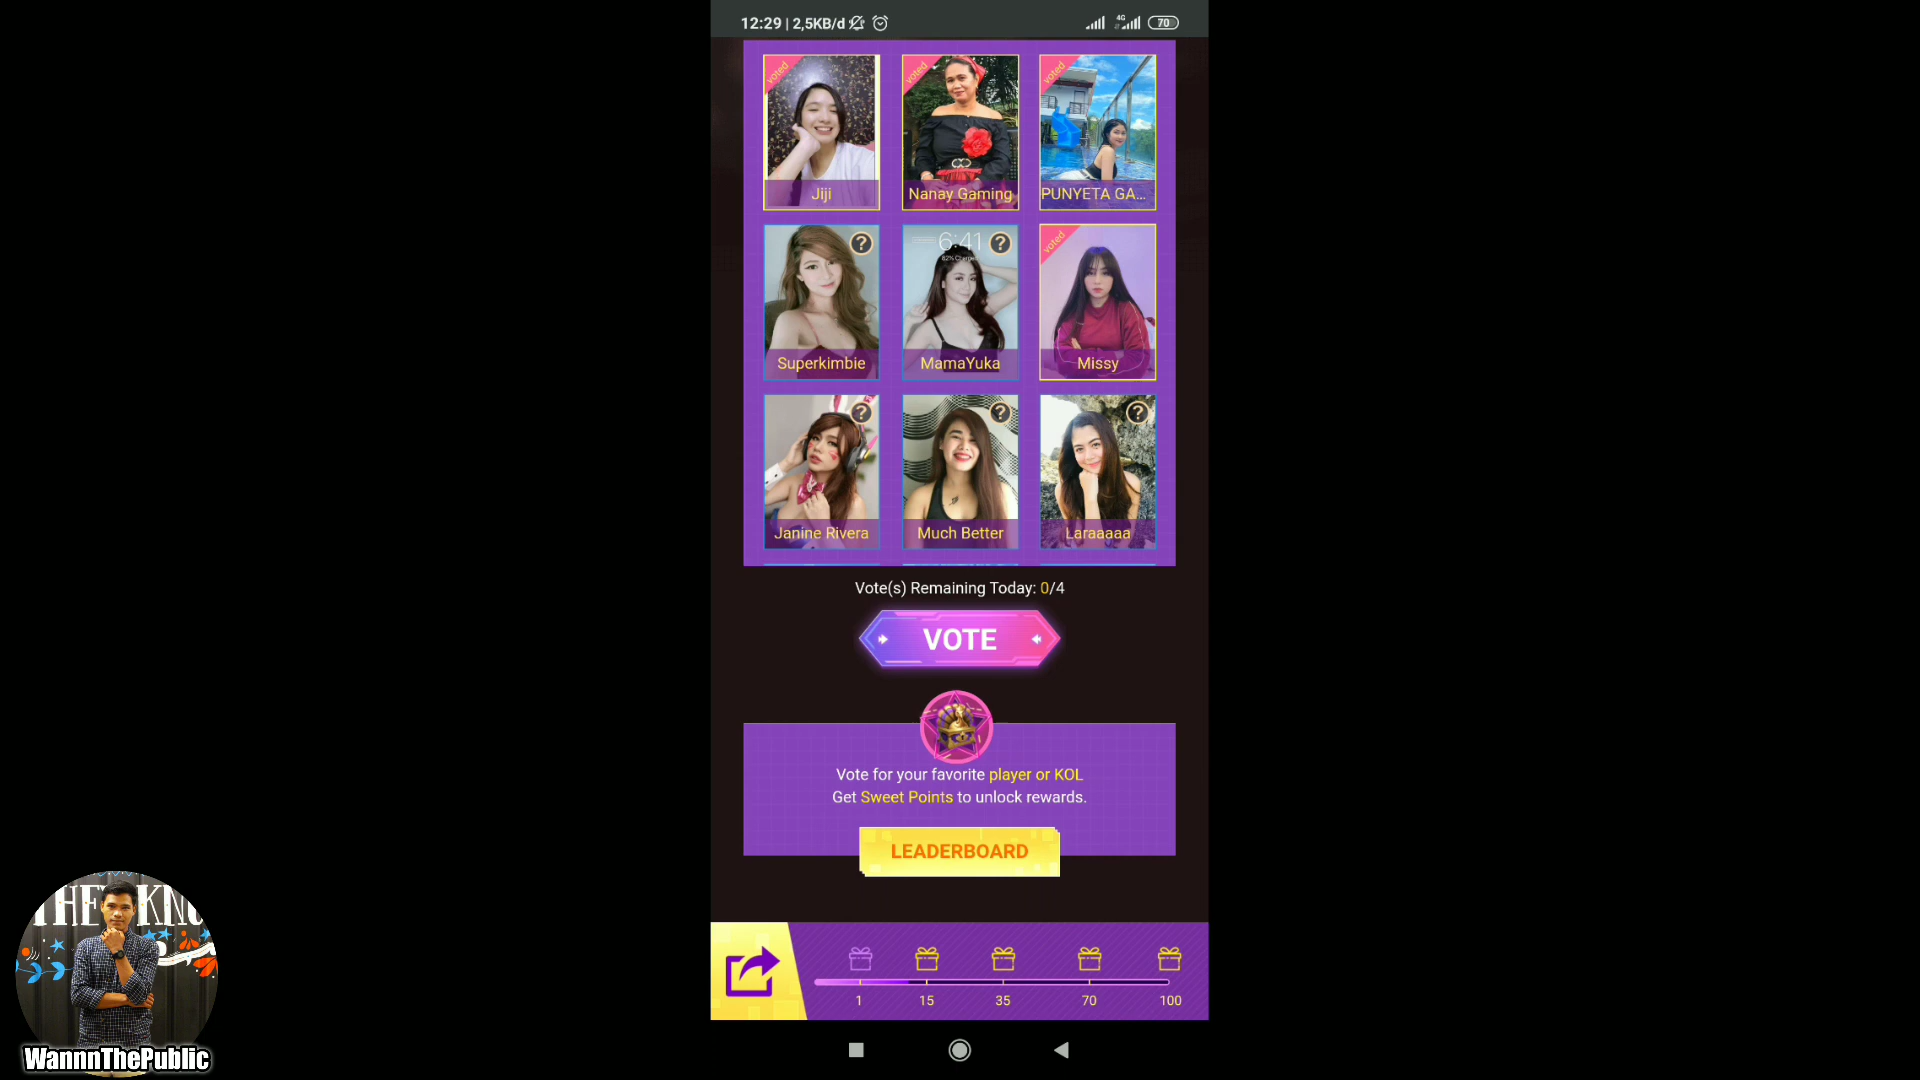 12:29 | 2,5KB/d
4G
70
voted
voted
voted
Jiji
Nanay Gaming
PUNYETA GA...
?
6:41
?
voted
Superkimbie
MamaYuka
Missy
?
?
?
Janine Rivera
Much Better
Laraaaaa
Vote(s) Remaining Today: 0/4
VOTE
Vote for your favorite player or KOL
Get Sweet Points to unlock rewards.
LEADERBOARD
1
15
35
70
100
WannnThePublic